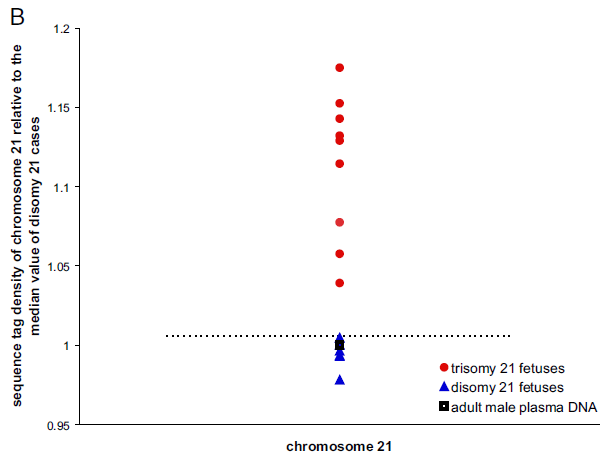 B
sequence tag density of chromosome 21 relative to the
median value of disomy 21 cases
1.2
1.15
1.1
1.05
1
0.95
trisomy 21 fetuses
disomy 21 fetuses
adult male plasma DNA
chromosome 21